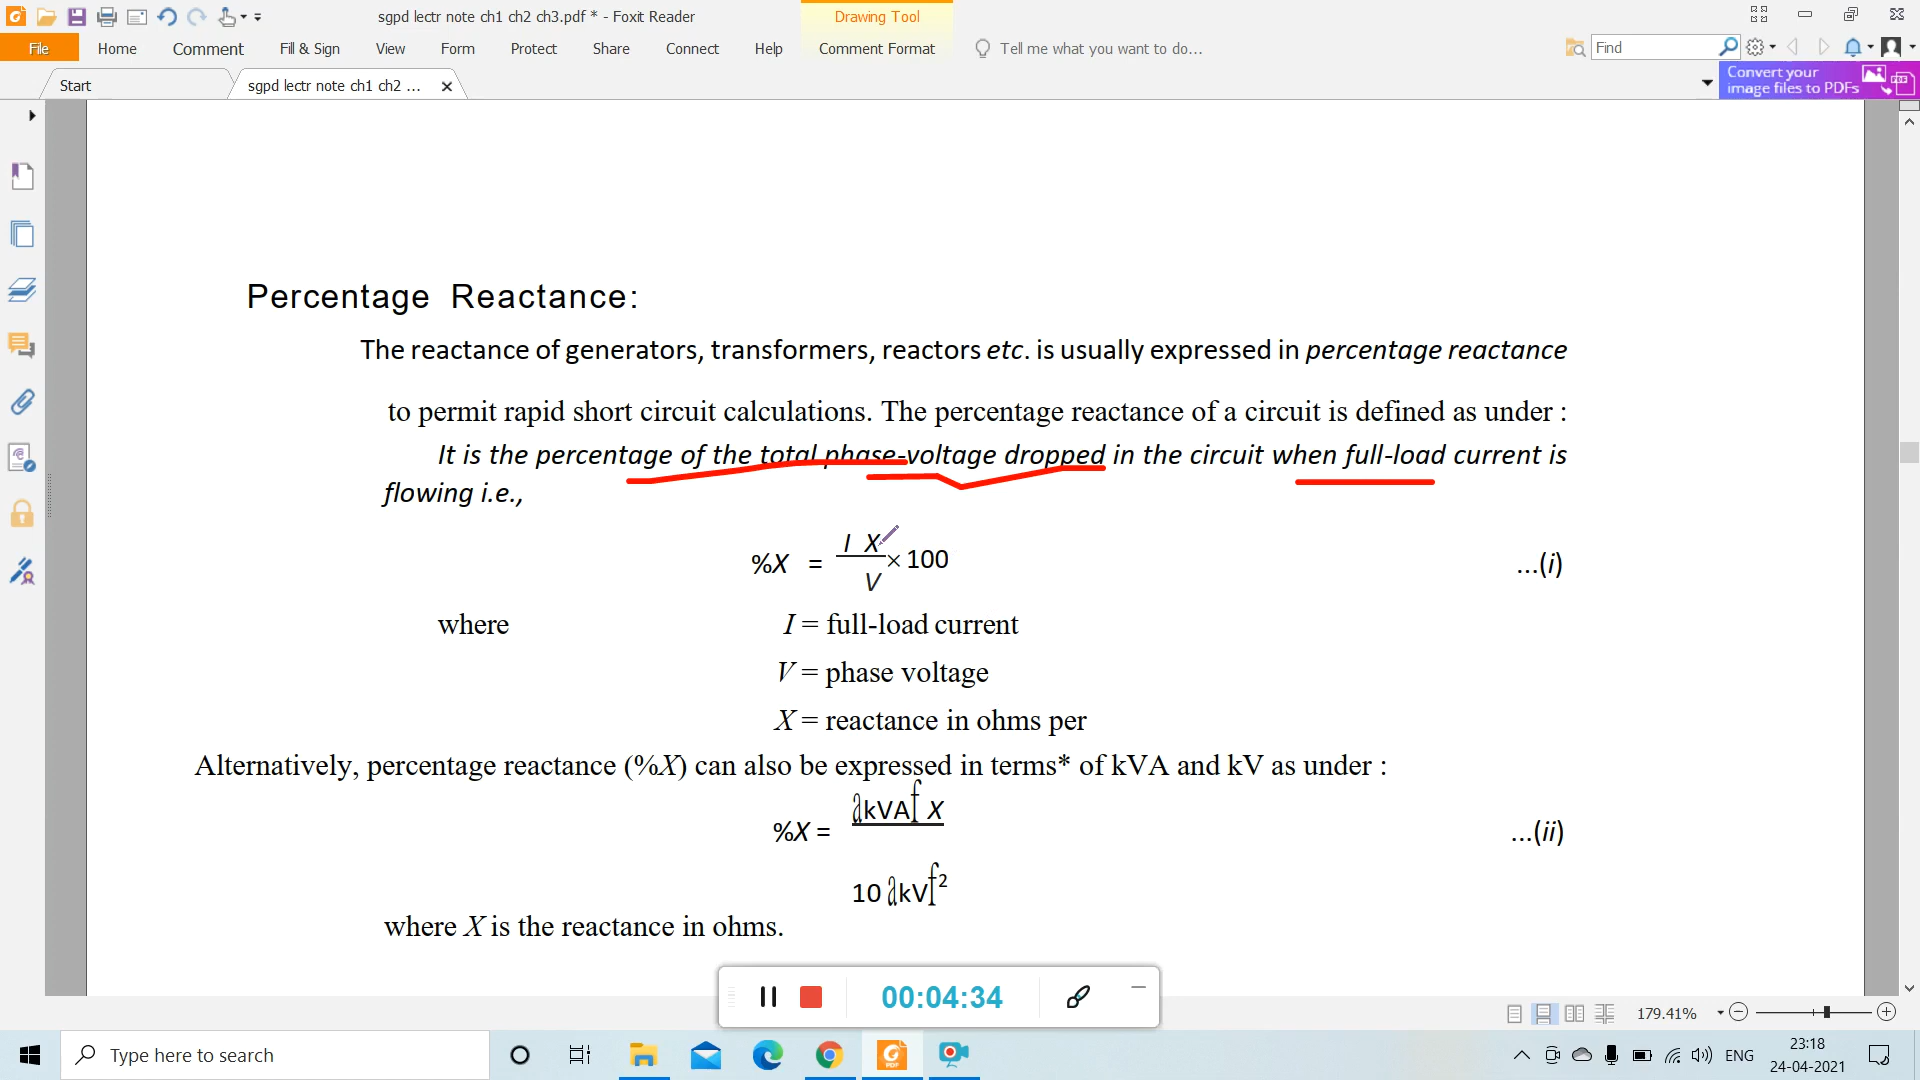 sgpd lectr note ch1 ch2 ch3.pdf * - Foxit Reader
Drawing Tool
File Home Comment Fill & Sign View Form Protect Share Connect Help Comment Format Tell me what you want to do... Find
Start sgpd lectr note ch1 ch2 ...
Convert your
image files to PDFs
Percentage Reactance:
The reactance of generators, transformers, reactors etc. is usually expressed in percentage reactance
to permit rapid short circuit calculations. The percentage reactance of a circuit is defined as under :
It is the percentage of the total phase-voltage dropped in the circuit when full-load current is
flowing i.e.,
I X
%X = × 100 ...(i)
V
where I = full-load current
V = phase voltage
X = reactance in ohms per
Alternatively, percentage reactance (%X) can also be expressed in terms* of kVA and kV as under :
akVAf X
%X = ...(ii)
10 akVf2
where X is the reactance in ohms.
00:04:34
179.41%
Type here to search
ENG
23:18
24-04-2021